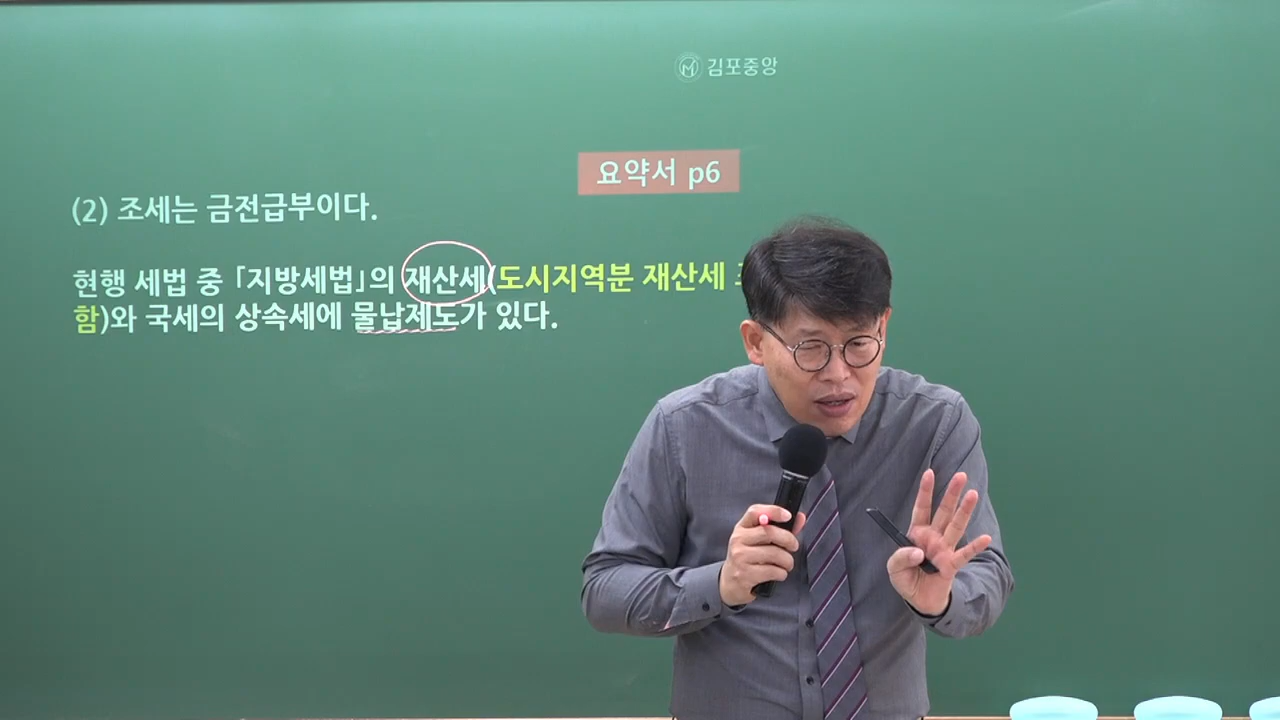 김포중앙
요약서 p6
(2) 조세는 금전급부이다.
현행 세법 중 「지방세법」의 재산세(도시지역분 재산세
함)와 국세의 상속세에 물납제도가 있다.